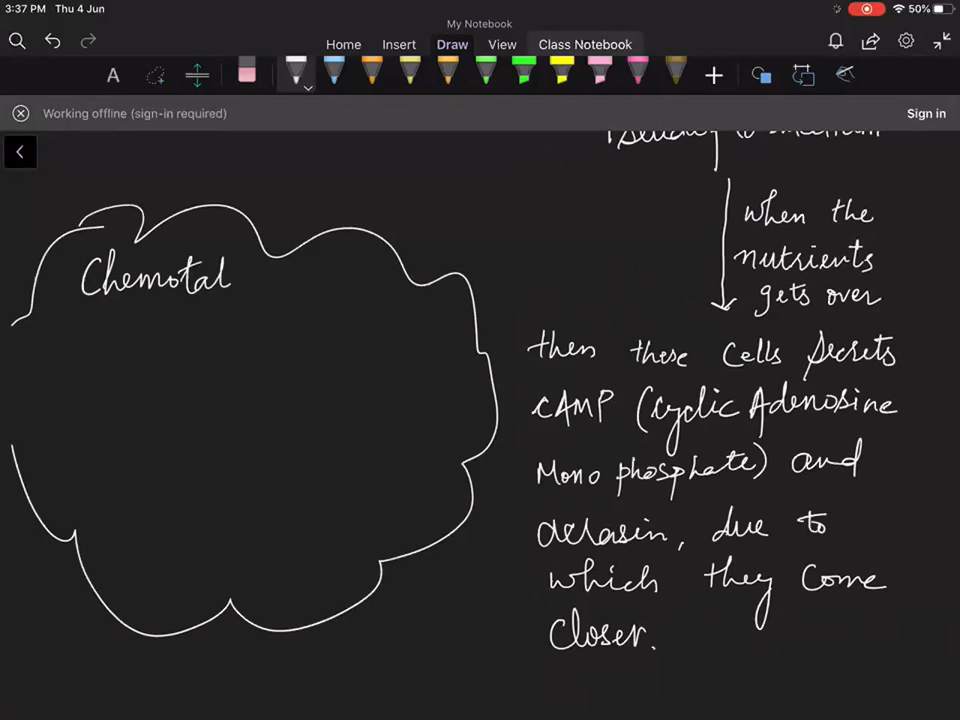 3:37 PM Thu 4 Jun
50%
My Notebook
Home Insert Draw View Class Notebook
A
Working offline (sign-in required)
Sign in
Chemotal
when the
nutrients
gets over
then these Cells Secrets
cAMP (Cyclic Adenosine
Mono phosphate) and
due to
which they Come
Closer.